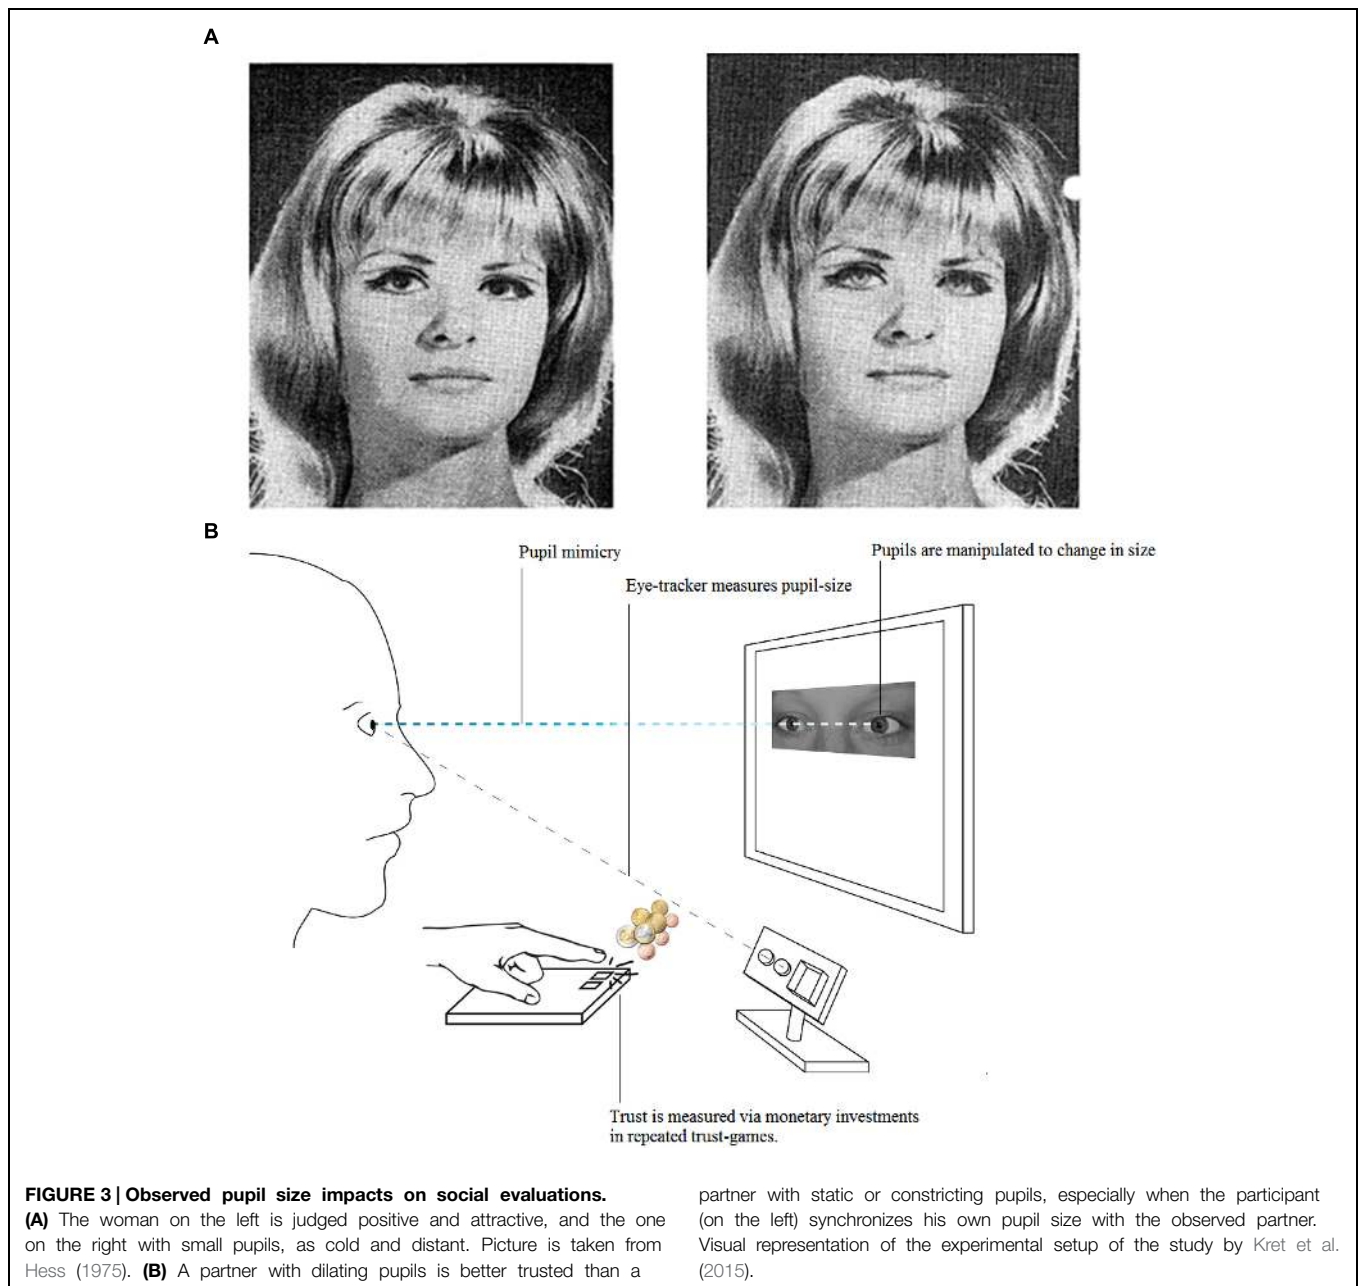 A
B
Pupil mimicry
Pupils are manipulated to change in size
Eye-tracker measures pupil-size
Trust is measured via monetary investments
in repeated trust-games.
FIGURE 3 | Observed pupil size impacts on social evaluations.
(A) The woman on the left is judged positive and attractive, and the one
on the right with small pupils, as cold and distant. Picture is taken from
Hess (1975). (B) A partner with dilating pupils is better trusted than a
partner with static or constricting pupils, especially when the participant
(on the left) synchronizes his own pupil size with the observed partner.
Visual representation of the experimental setup of the study by Kret et al.
(2015).